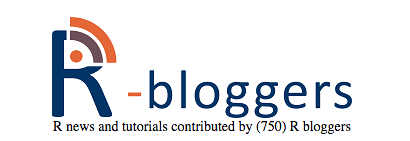 R-bloggers
R news and tutorials contributed by (750) R bloggers